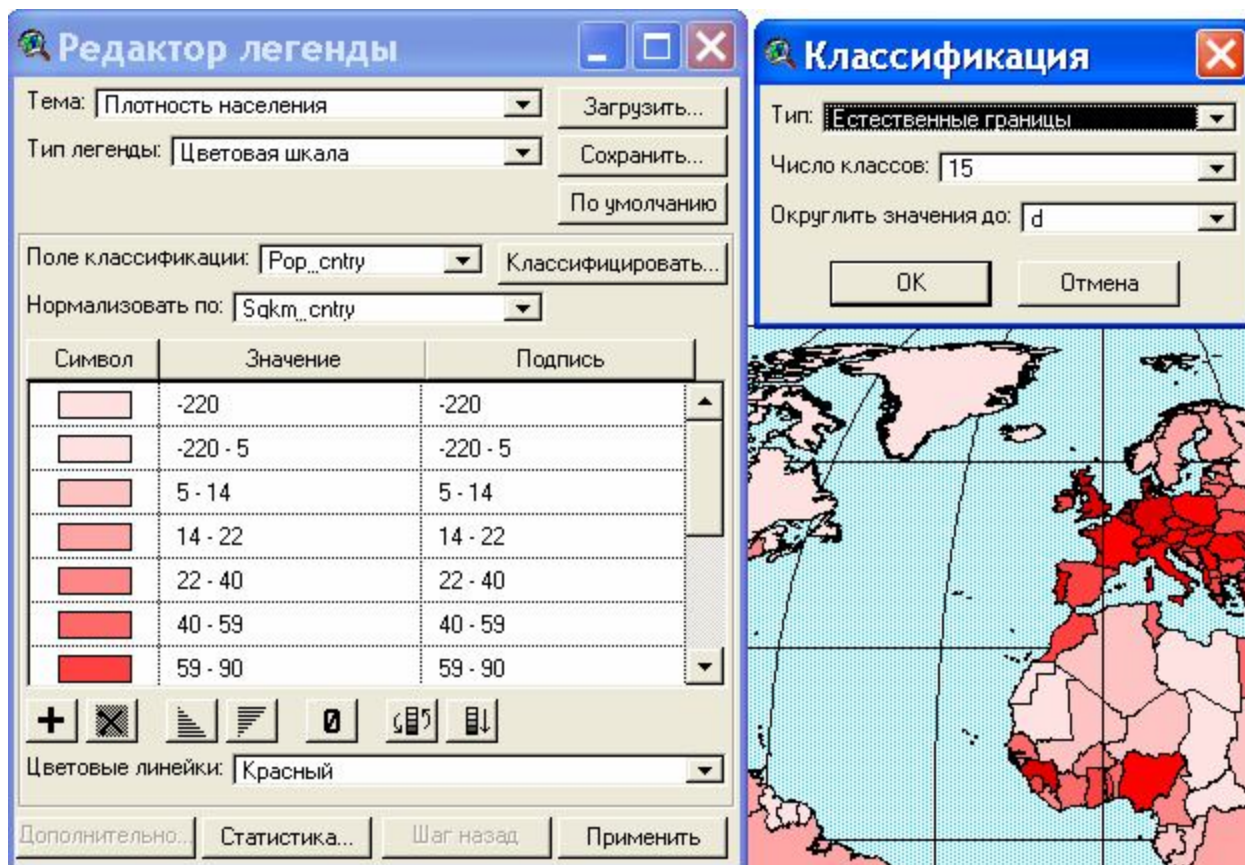 Редактор легенды
Тема: Плотность населения
Загрузить...
Тип легенды: Цветовая шкала
Сохранить...
По умолчанию
Поле классификации: Pop_cntry
Классифицировать...
Нормализовать по: Sqkm_cntry
Символ Значение Подпись
-220 -220
-220 - 5 -220 - 5
5 - 14 5 - 14
14 - 22 14 - 22
22 - 40 22 - 40
40 - 59 40 - 59
59 - 90 59 - 90
0
Цветовые линейки: Красный
Дополнительно... Статистика... Шаг назад Применить
Классификация
Тип: Естественные границы
Число классов: 15
Округлить значения до: d
OK Отмена